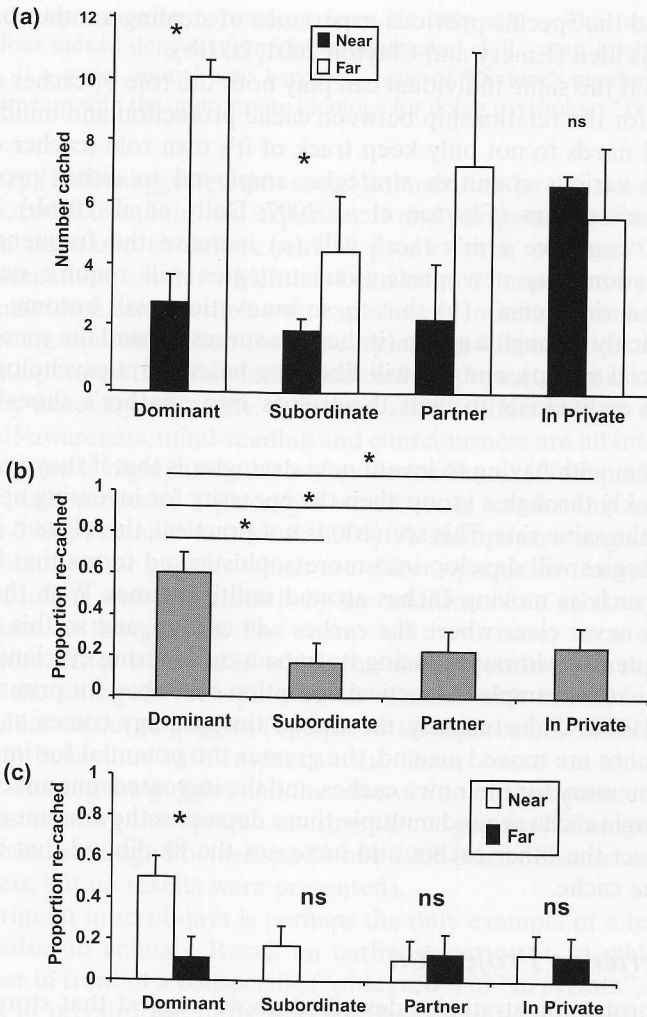 (a)
12
*
Near
Far
10
8
ns
*
Number cached
6
4
2
0
Dominant Subordinate Partner In Private
(b)
1
*
*
0.8
*
Proportion re-cached
0.6
0.4
0.2
0
Dominant Subordinate Partner In Private
(c)
1
Near
Far
0.8
*
Proportion re-cached
0.6
ns ns ns
0.4
0.2
0
Dominant Subordinate Partner In Private